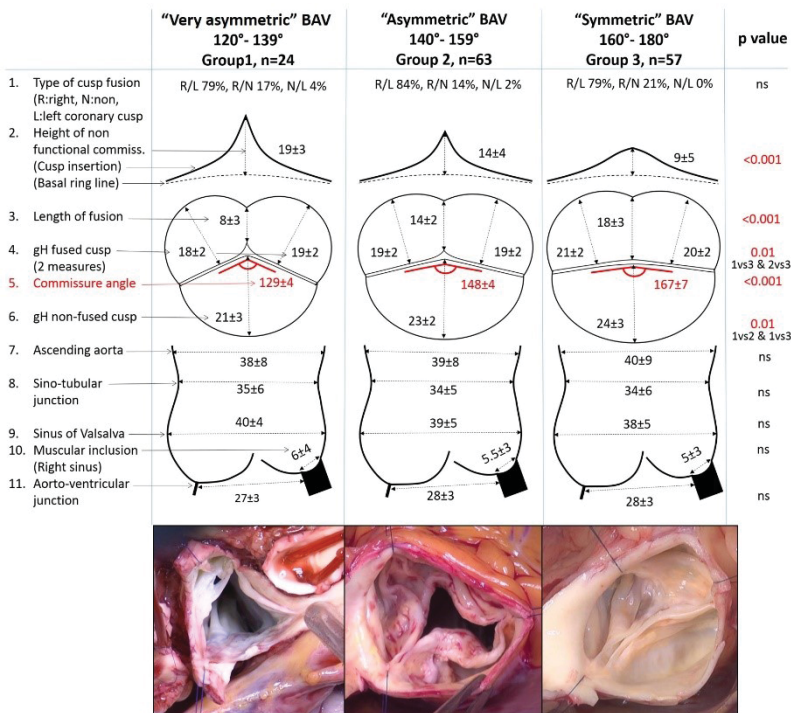 "Very asymmetric" BAV
120°- 139°
Group1, n=24
"Asymmetric" BAV
140°- 159°
Group 2, n=63
"Symmetric" BAV
160°- 180°
Group 3, n=57
p value
1. Type of cusp fusion
(R:right, N:non,
L:left coronary cusp
R/L 79%, R/N 17%, N/L 4%
R/L 84%, R/N 14%, N/L 2%
R/L 79%, R/N 21%, N/L 0%
ns
2. Height of non
functional commiss.
(Cusp insertion)
(Basal ring line)
19±3
14±4
9±5
<0.001
3. Length of fusion
8±3
14±2
18±3
<0.001
4. gH fused cusp
(2 measures)
18±2
19±2
19±2
19±2
21±2
20±2
0.01
1vs3 & 2vs3
5. Commissure angle
129±4
148±4
167±7
<0.001
6. gH non-fused cusp
21±3
23±2
24±3
0.01
1vs2 & 1vs3
7. Ascending aorta
38±8
39±8
40±9
ns
8. Sino-tubular
junction
35±6
34±5
34±6
ns
9. Sinus of Valsalva
40±4
39±5
38±5
ns
10. Muscular inclusion
(Right sinus)
6±4
5.5±3
5±3
ns
11. Aorto-ventricular
junction
27±3
28±3
28±3
ns